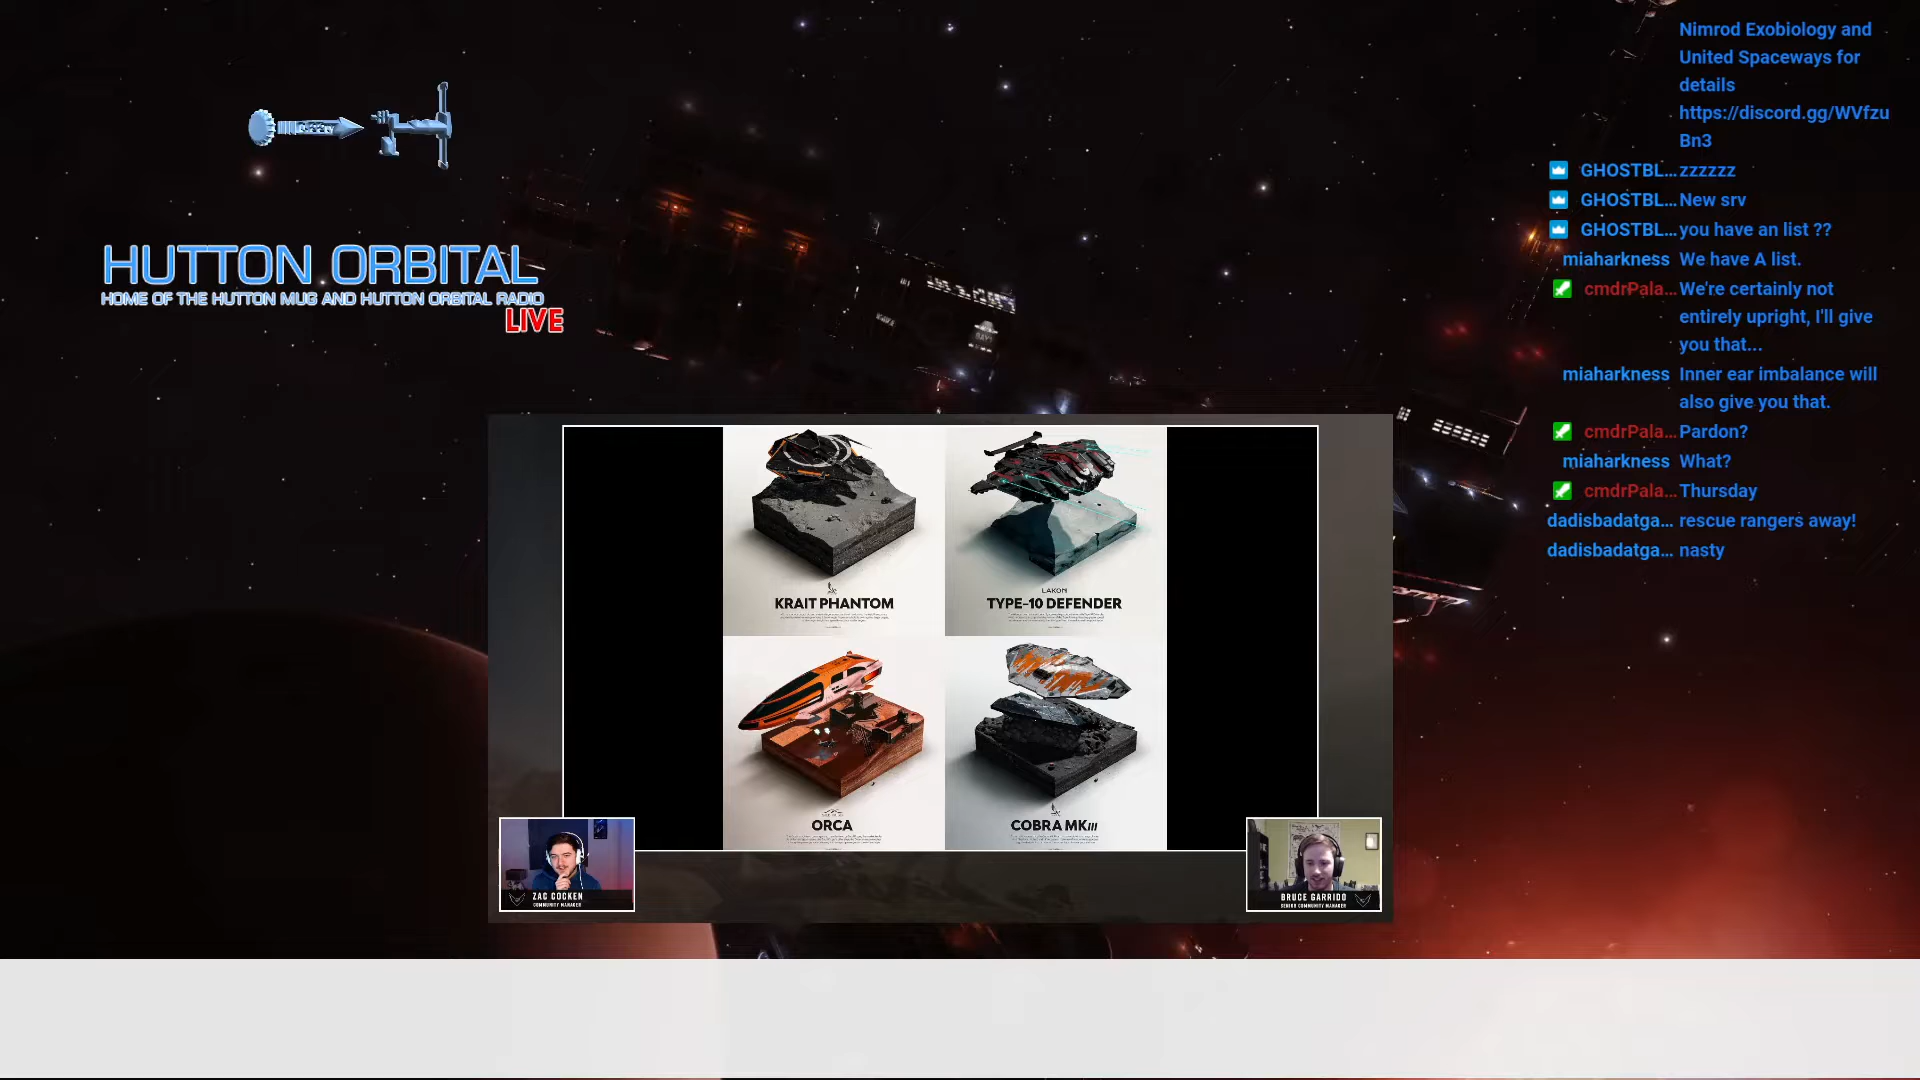 HUTTON ORBITAL
HOME OF THE HUTTON MUG AND HUTTON ORBITAL RADIO
LIVE
KRAIT PHANTOM
LAKON
TYPE-10 DEFENDER
ORCA
COBRA MKIII
ZAC COCKEN
COMMUNITY MANAGER
BRUCE GARRIDO
SENIOR COMMUNITY MANAGER
Nimrod Exobiology and
United Spaceways for
details
https://discord.gg/WVfzu
Bn3
GHOSTBL... zzzzzz
GHOSTBL... New srv
GHOSTBL... you have an list ??
miaharkness We have A list.
cmdrPala... We're certainly not
entirely upright, I'll give
you that...
miaharkness Inner ear imbalance will
also give you that.
cmdrPala... Pardon?
miaharkness What?
cmdrPala... Thursday
dadisbadatga... rescue rangers away!
dadisbadatga... nasty